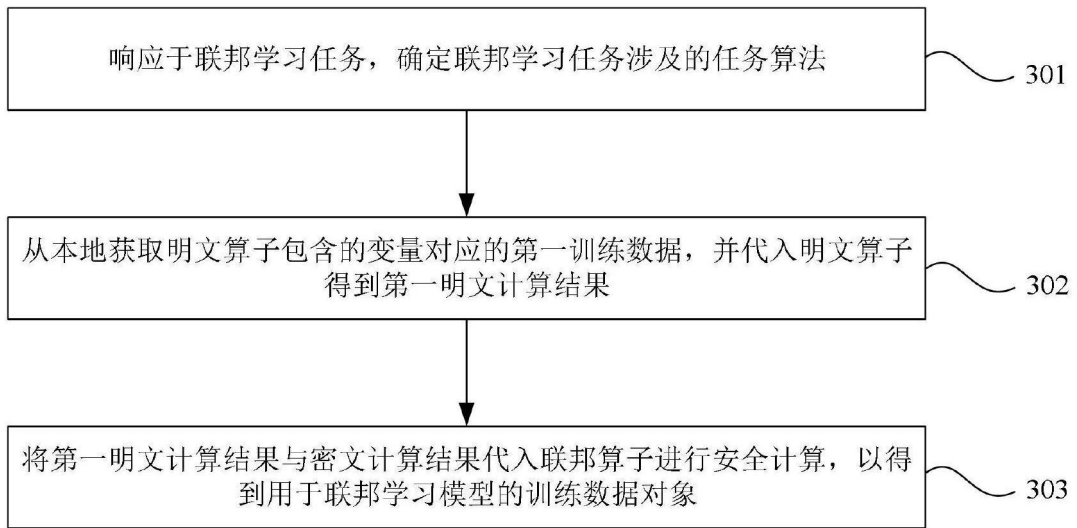 响应于联邦学习任务，确定联邦学习任务涉及的任务算法
301
从本地获取明文算子包含的变量对应的第一训练数据，并代入明文算子
得到第一明文计算结果
302
将第一明文计算结果与密文计算结果代入联邦算子进行安全计算，以得
到用于联邦学习模型的训练数据对象
303